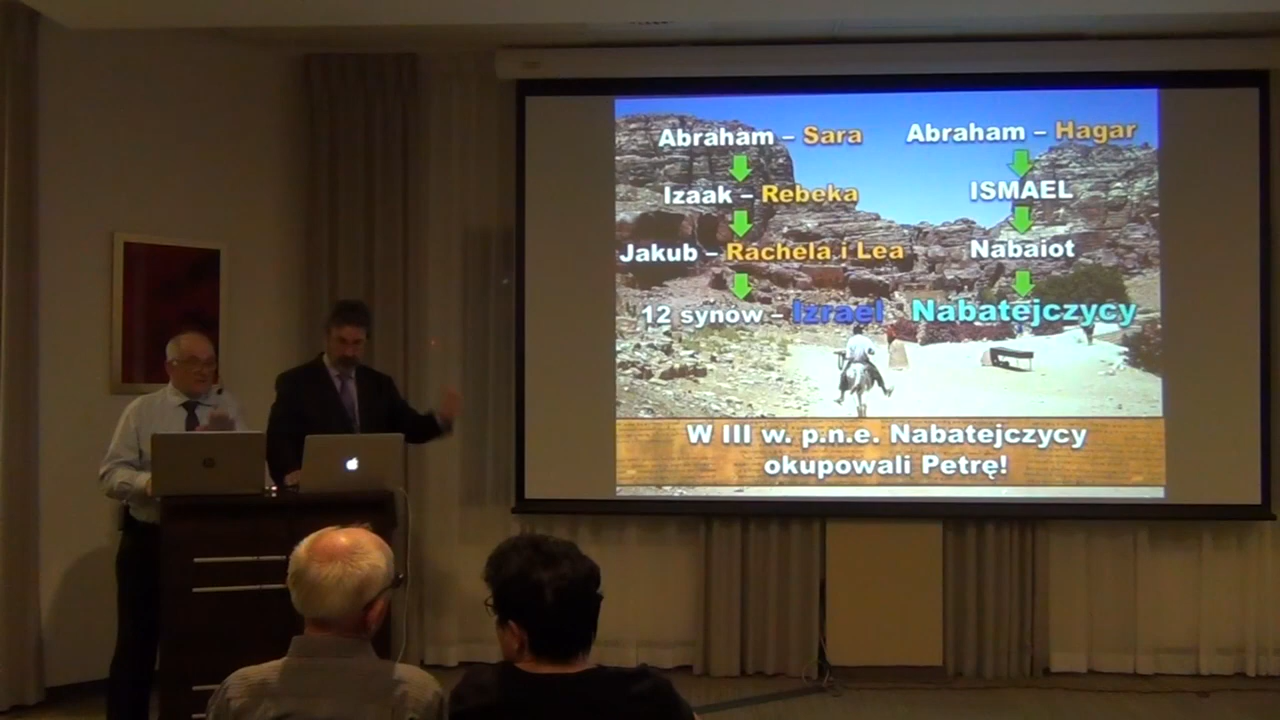 Abraham – Sara
Izaak – Rebeka
Jakub – Rachela i Lea
12 synów – Izrael
Abraham – Hagar
ISMAEL
Nabaiot
Nabatejczycy
W III w. p.n.e. Nabatejczycy
okupowali Petrę!